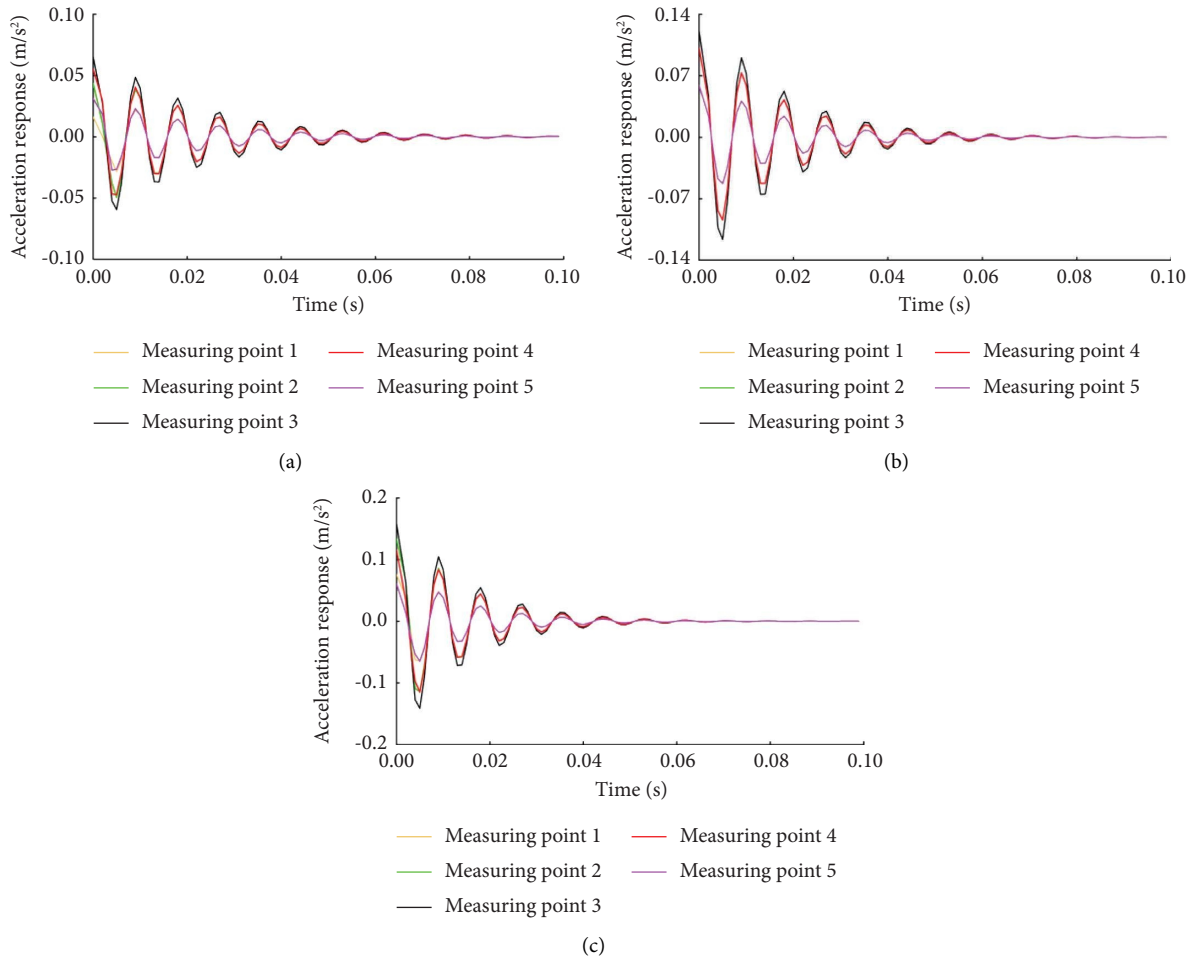 Acceleration response (m/s²)
0.10
0.05
0.00
-0.05
-0.10
0.00 0.02 0.04 0.06 0.08 0.10
Time (s)
Measuring point 1
Measuring point 2
Measuring point 3
Measuring point 4
Measuring point 5
(a)
Acceleration response (m/s²)
0.14
0.07
0.00
-0.07
-0.14
0.00 0.02 0.04 0.06 0.08 0.10
Time (s)
Measuring point 1
Measuring point 2
Measuring point 3
Measuring point 4
Measuring point 5
(b)
Acceleration response (m/s²)
0.2
0.1
0.0
-0.1
-0.2
0.00 0.02 0.04 0.06 0.08 0.10
Time (s)
Measuring point 1
Measuring point 2
Measuring point 3
Measuring point 4
Measuring point 5
(c)